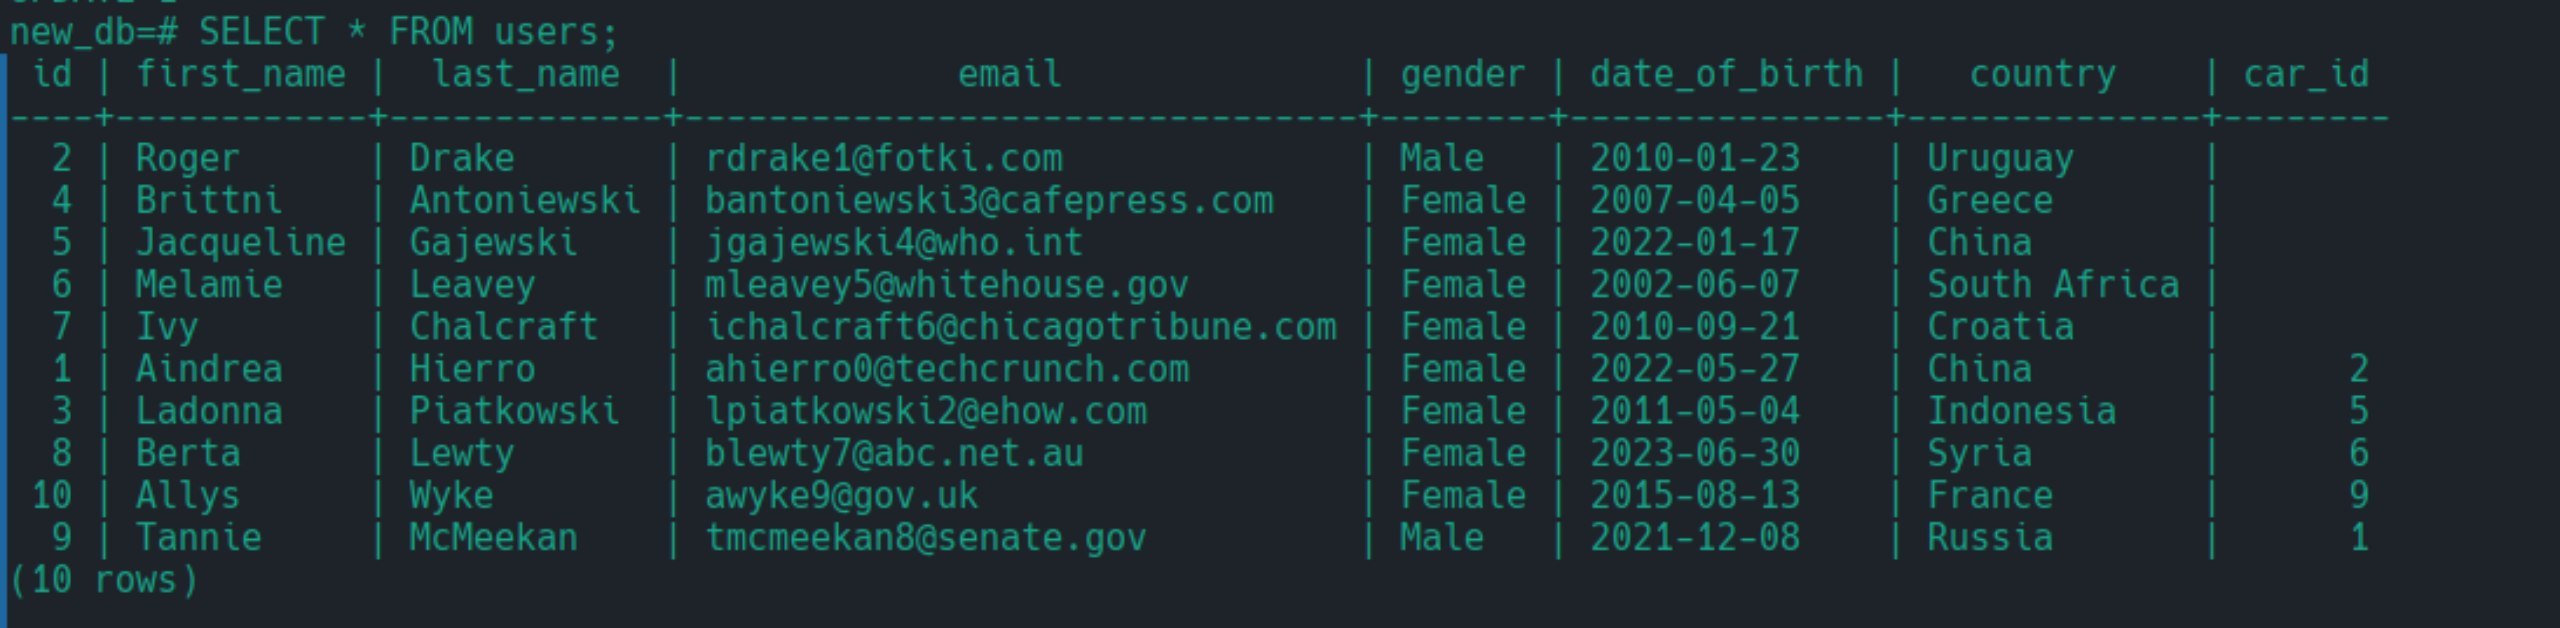 UPDATE 1
new_db=# SELECT * FROM users;
 id | first_name |  last_name  |             email              | gender | date_of_birth |   country    | car_id
----+------------+-------------+--------------------------------+--------+---------------+--------------+--------
  2 | Roger      | Drake       | rdrake1@fotki.com              | Male   | 2010-01-23    | Uruguay      |
  4 | Brittni    | Antoniewski | bantoniewski3@cafepress.com    | Female | 2007-04-05    | Greece       |
  5 | Jacqueline | Gajewski    | jgajewski4@who.int             | Female | 2022-01-17    | China        |
  6 | Melamie    | Leavey      | mleavey5@whitehouse.gov        | Female | 2002-06-07    | South Africa |
  7 | Ivy        | Chalcraft   | ichalcraft6@chicagotribune.com | Female | 2010-09-21    | Croatia      |
  1 | Aindrea    | Hierro      | ahierro0@techcrunch.com        | Female | 2022-05-27    | China        |      2
  3 | Ladonna    | Piatkowski  | lpiatkowski2@ehow.com          | Female | 2011-05-04    | Indonesia    |      5
  8 | Berta      | Lewty       | blewty7@abc.net.au             | Female | 2023-06-30    | Syria        |      6
 10 | Allys      | Wyke        | awyke9@gov.uk                  | Female | 2015-08-13    | France       |      9
  9 | Tannie     | McMeekan    | tmcmeekan8@senate.gov          | Male   | 2021-12-08    | Russia       |      1
(10 rows)